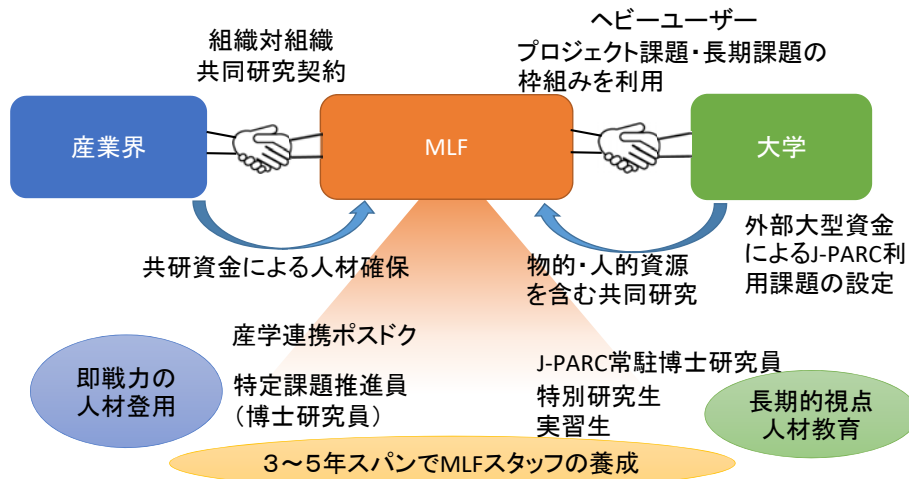 組織対組織
共同研究契約
ヘビーユーザー
プロジェクト課題・長期課題の
枠組みを利用
産業界
MLF
大学
共研資金による人材確保
物的・人的資源
を含む共同研究
外部大型資金
によるJ-PARC利
用課題の設定
産学連携ポスドク
特定課題推進員
(博士研究員)
J-PARC常駐博士研究員
特別研究生
実習生
即戦力の
人材登用
長期的視点
人材教育
３～５年スパンでMLFスタッフの養成